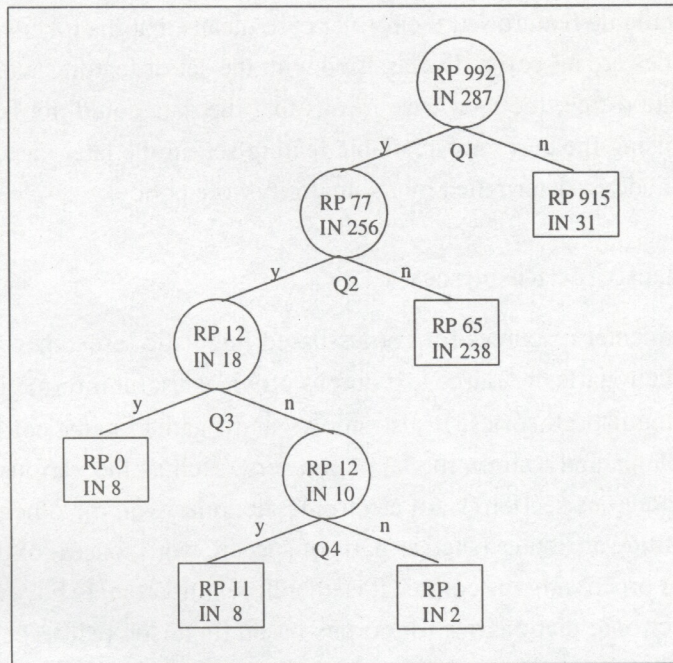 RP 992
IN 287
y
Q1
n
RP 77
IN 256
RP 915
IN 31
y
Q2
n
RP 12
IN 18
RP 65
IN 238
y
Q3
n
RP 0
IN 8
RP 12
IN 10
y
Q4
n
RP 11
IN 8
RP 1
IN 2